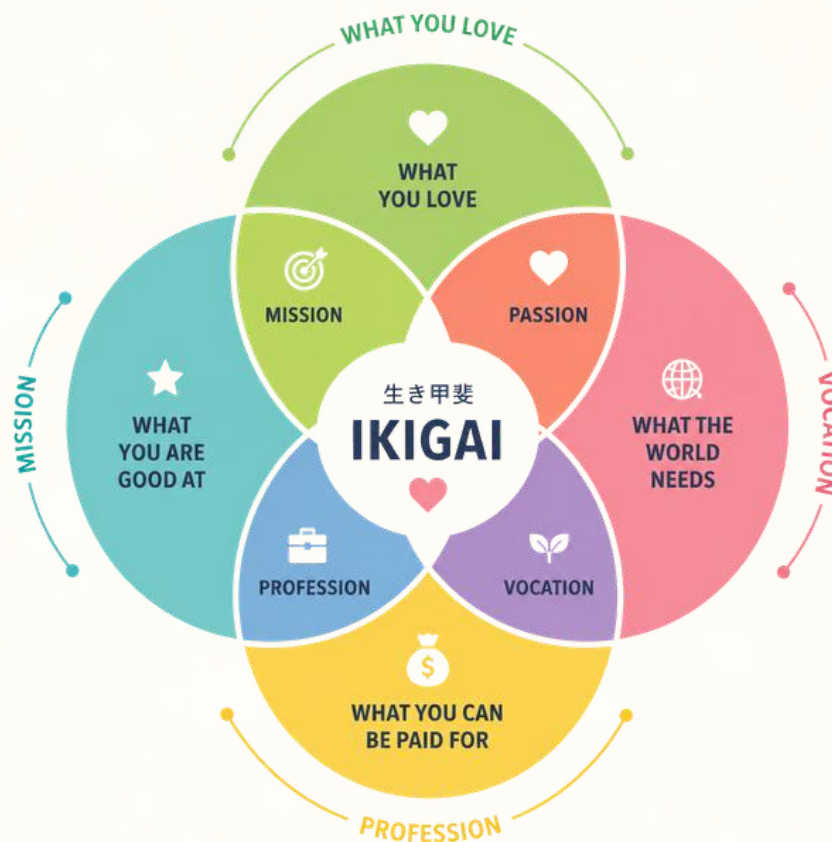 WHAT YOU LOVE
WHAT
YOU LOVE
MISSION
PASSION
MISSION
WHAT
YOU ARE
GOOD AT
生き甲斐
IKIGAI
WHAT THE
WORLD
NEEDS
VOCATION
PROFESSION
VOCATION
$
WHAT YOU CAN
BE PAID FOR
PROFESSION